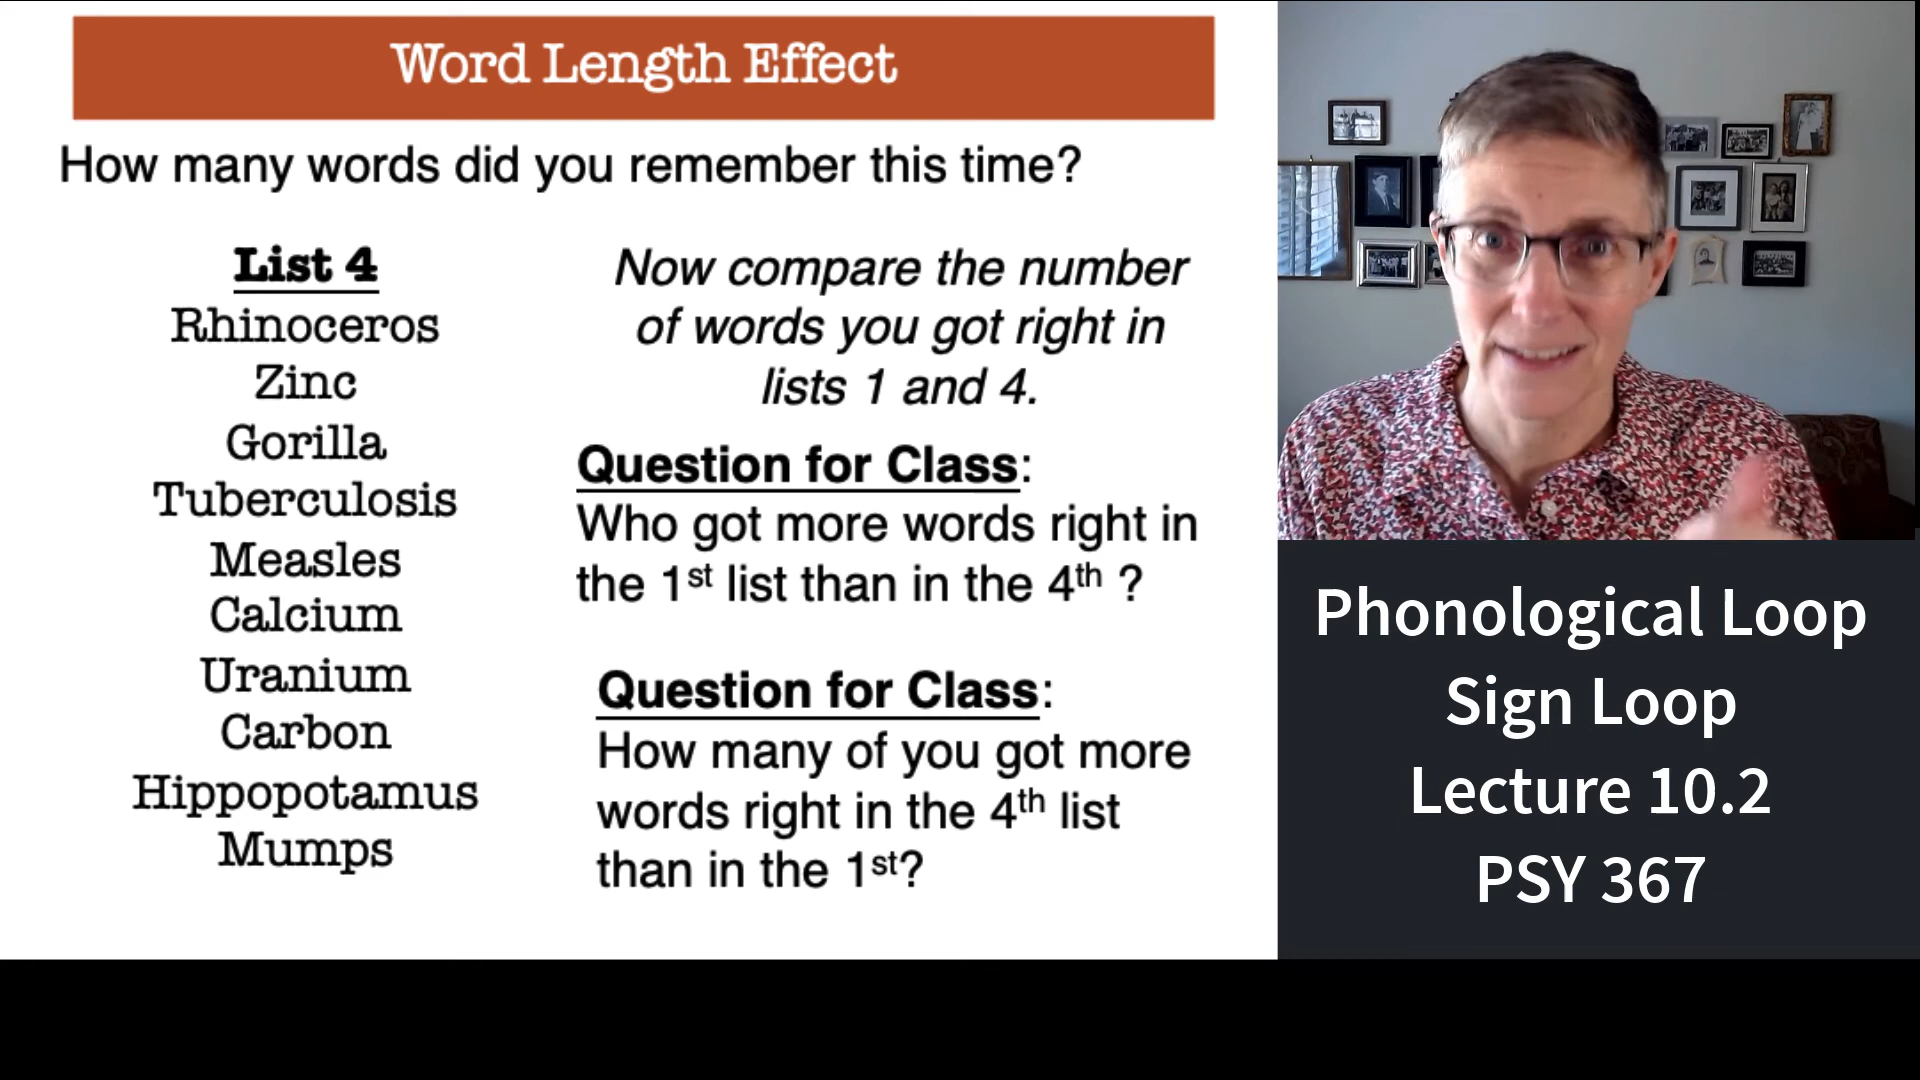 Word Length Effect
How many words did you remember this time?
List 4
Rhinoceros
Zinc
Gorilla
Tuberculosis
Measles
Calcium
Uranium
Carbon
Hippopotamus
Mumps
Now compare the number
of words you got right in
lists 1 and 4.
Question for Class:
Who got more words right in
the 1st list than in the 4th ?
Question for Class:
How many of you got more
words right in the 4th list
than in the 1st?
Phonological Loop
Sign Loop
Lecture 10.2
PSY 367